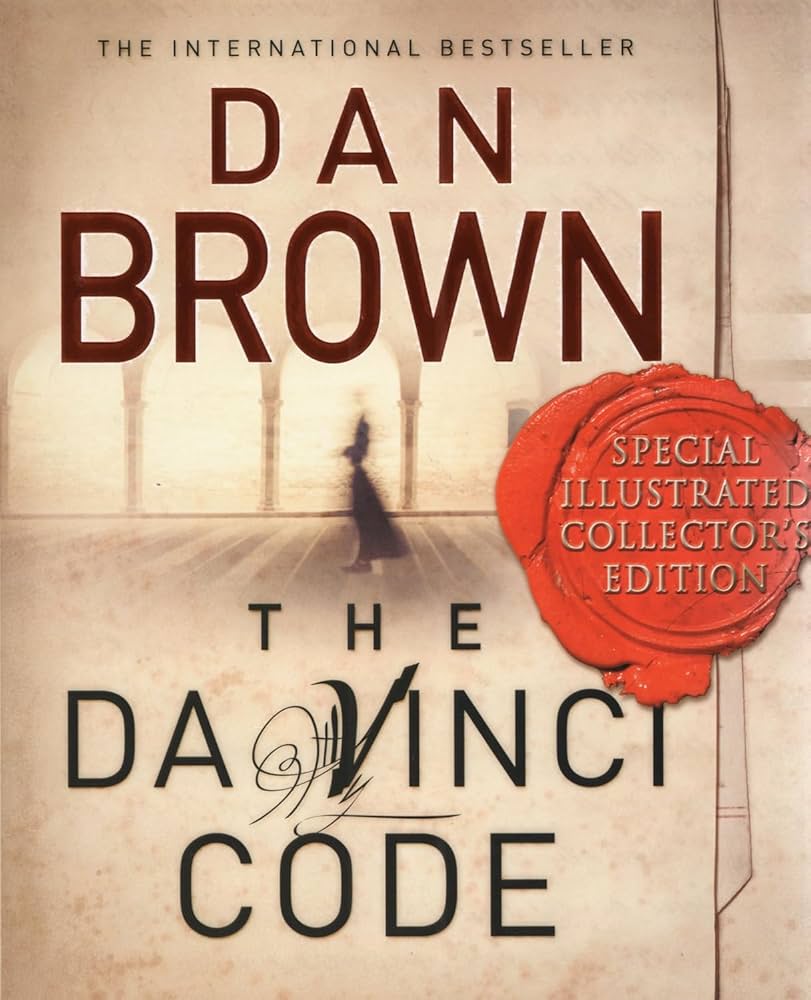 THE INTERNATIONAL BESTSELLER
DAN
BROWN
SPECIAL
ILLUSTRATED
COLLECTOR'S
EDITION
THE
DA VINCI
CODE